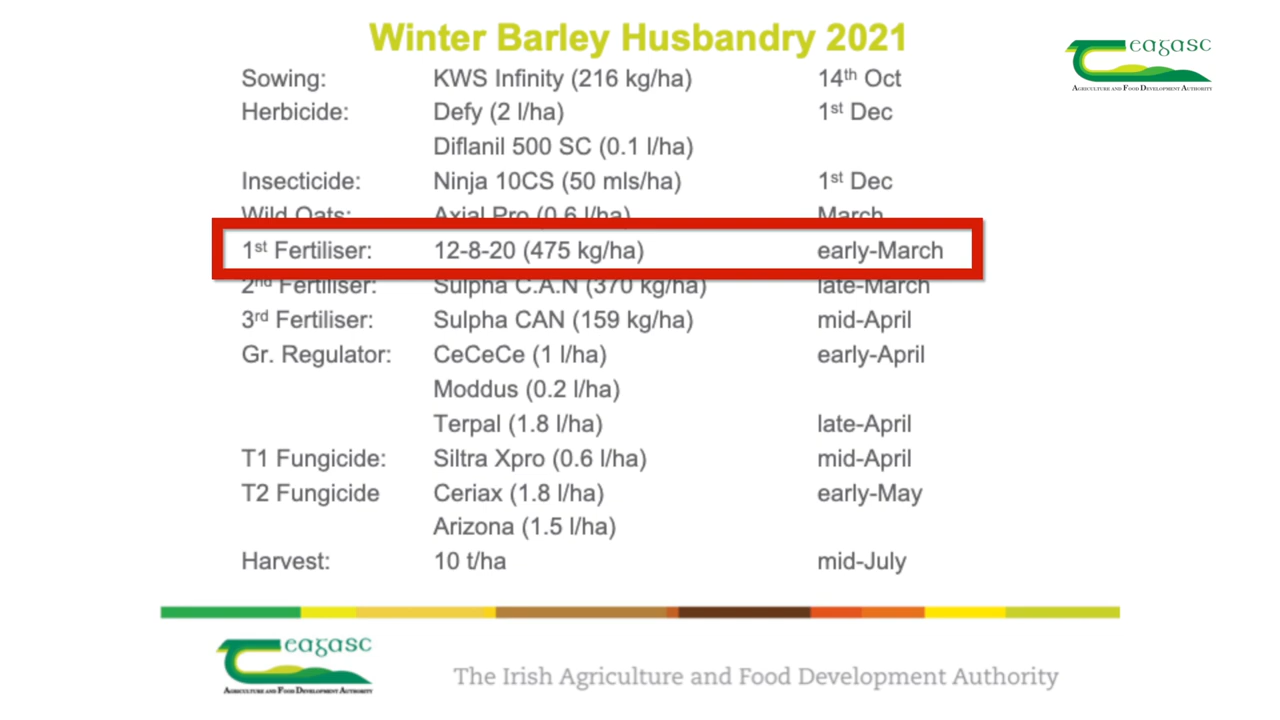 Winter Barley Husbandry 2021
eagasc
AGRICULTURE AND FOOD DEVELOPMENT AUTHORITY
Sowing: KWS Infinity (216 kg/ha) 14th Oct
Herbicide: Defy (2 l/ha) 1st Dec
Diflanil 500 SC (0.1 l/ha)
Insecticide: Ninja 10CS (50 mls/ha) 1st Dec
Wild Oats: Axial Pro (0.6 l/ha) March
1st Fertiliser: 12-8-20 (475 kg/ha) early-March
2nd Fertiliser: Sulpha C.A.N (370 kg/ha) late-March
3rd Fertiliser: Sulpha CAN (159 kg/ha) mid-April
Gr. Regulator: CeCeCe (1 l/ha) early-April
Moddus (0.2 l/ha)
Terpal (1.8 l/ha) late-April
T1 Fungicide: Siltra Xpro (0.6 l/ha) mid-April
T2 Fungicide Ceriax (1.8 l/ha) early-May
Arizona (1.5 l/ha)
Harvest: 10 t/ha mid-July
eagasc
AGRICULTURE AND FOOD DEVELOPMENT AUTHORITY
The Irish Agriculture and Food Development Authority